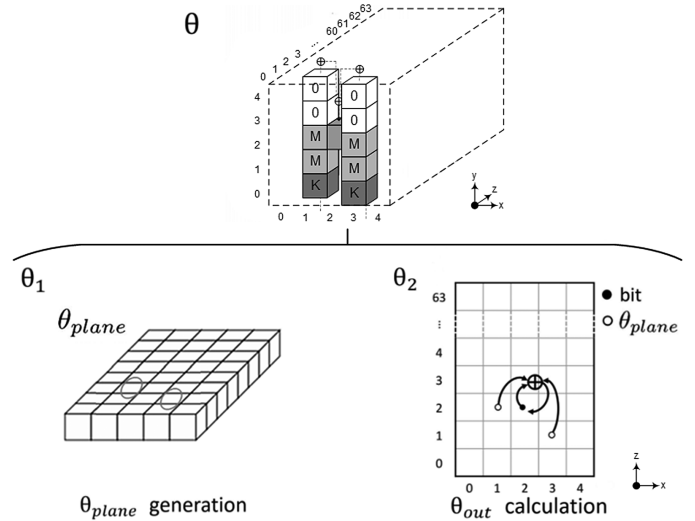 θ
0 1 2 3 ... 60 61 62 63
4
3
2
1
0
0 0 M M K
0 0 M M K
0 1 2 3 4
y
z
x
θ1
θplane
θplane generation
θ2
63
...
4
3
2
1
0
0 1 2 3 4
bit
θplane
z
x
θout calculation